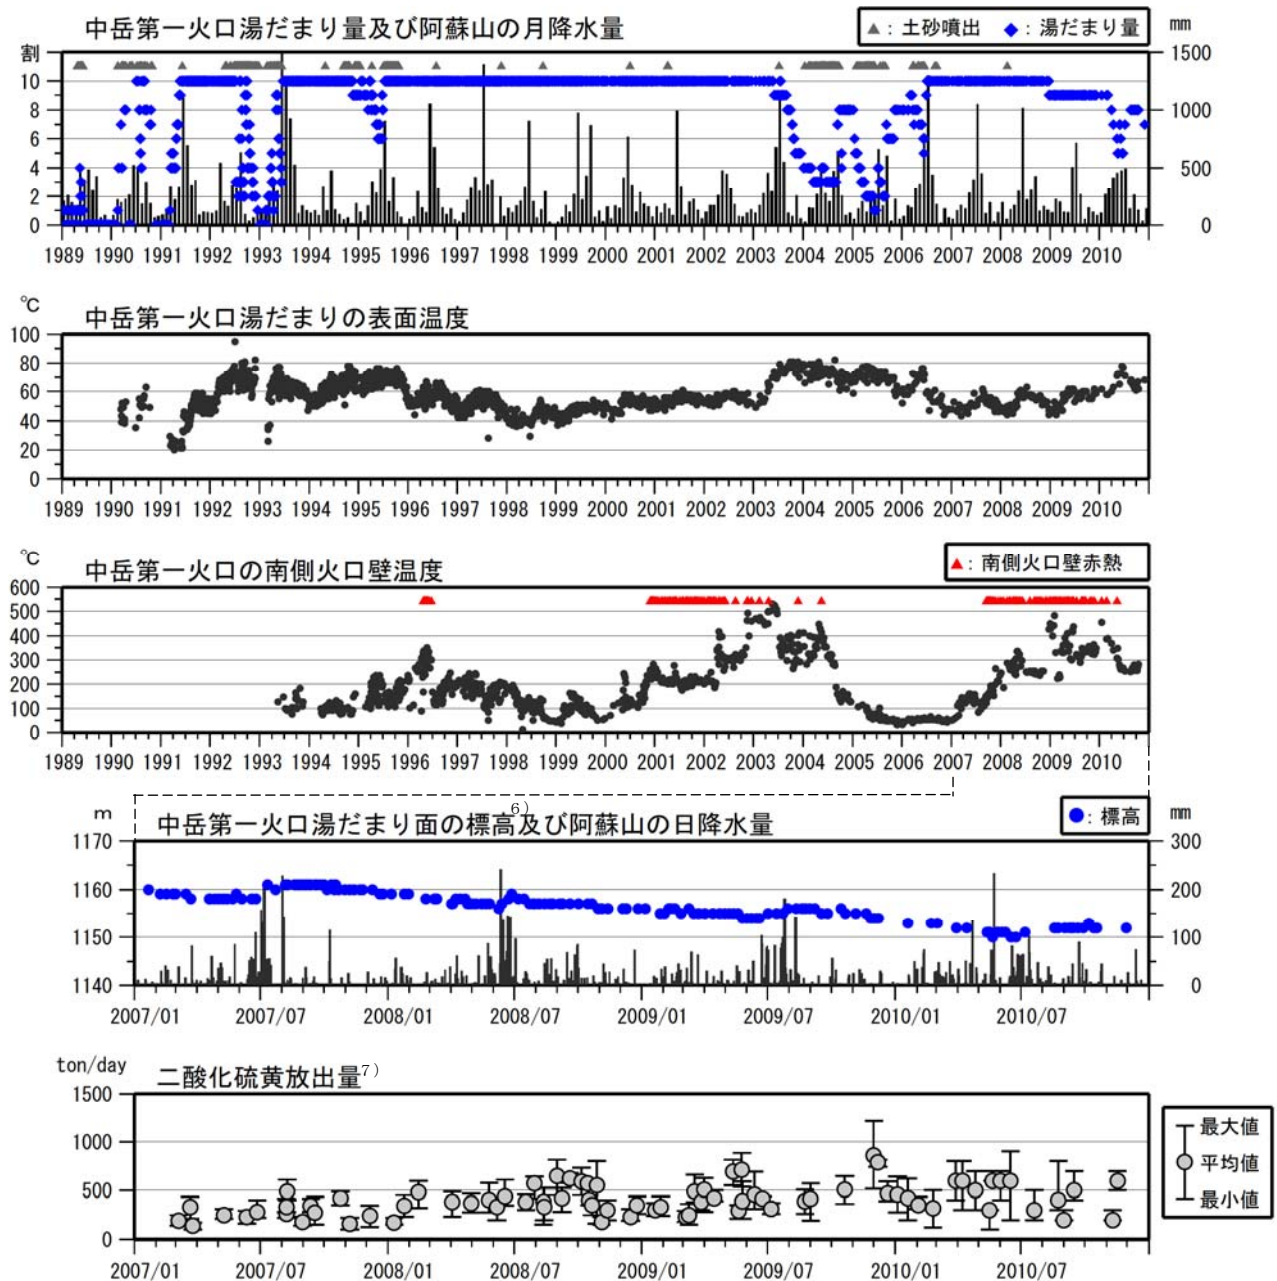 中岳第一火口湯だまり量及び阿蘇山の月降水量
▲: 土砂噴出 ◆: 湯だまり量
mm
割
10
8
6
4
2
0
1500
1000
500
0
1989 1990 1991 1992 1993 1994 1995 1996 1997 1998 1999 2000 2001 2002 2003 2004 2005 2006 2007 2008 2009 2010
℃
中岳第一火口湯だまりの表面温度
100
80
60
40
20
0
1989 1990 1991 1992 1993 1994 1995 1996 1997 1998 1999 2000 2001 2002 2003 2004 2005 2006 2007 2008 2009 2010
℃
中岳第一火口の南側火口壁温度
▲: 南側火口壁赤熱
600
500
400
300
200
100
0
1989 1990 1991 1992 1993 1994 1995 1996 1997 1998 1999 2000 2001 2002 2003 2004 2005 2006 2007 2008 2009 2010
m
中岳第一火口湯だまり面の標高6)及び阿蘇山の日降水量
●: 標高
mm
1170
1160
1150
1140
300
200
100
0
2007/01 2007/07 2008/01 2008/07 2009/01 2009/07 2010/01 2010/07
ton/day
二酸化硫黄放出量7)
1500
1000
500
0
最大値
平均値
最小値
2007/01 2007/07 2008/01 2008/07 2009/01 2009/07 2010/01 2010/07